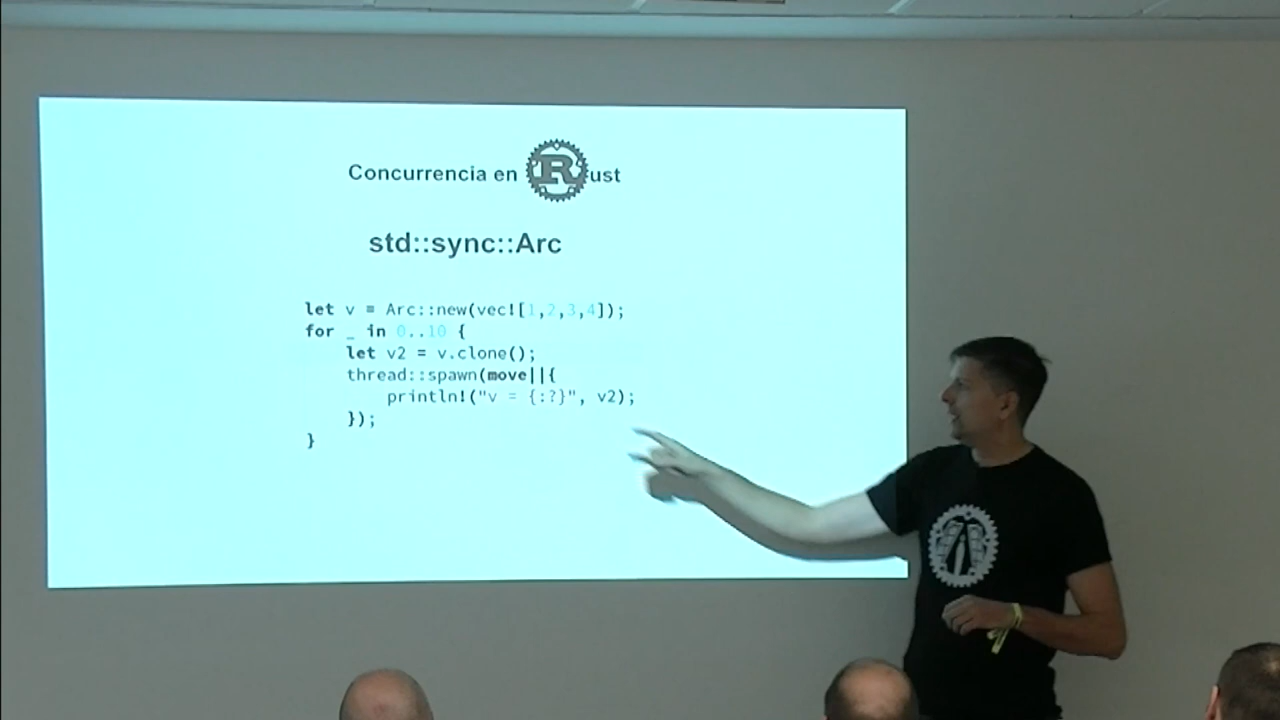 Concurrencia en Rust
std::sync::Arc
let v = Arc::new(vec![1,2,3,4]);
for _ in 0..10 {
    let v2 = v.clone();
    thread::spawn(move||{
        println!("v = {:?}", v2);
    });
}